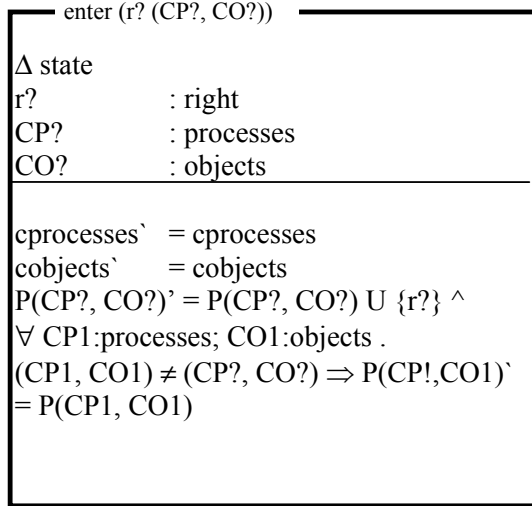 enter (r? (CP?, CO?))
Δ state
r? : right
CP? : processes
CO? : objects
cprocesses` = cprocesses
cobjects` = cobjects
P(CP?, CO?)’ = P(CP?, CO?) U {r?} ^
∀ CP1:processes; CO1:objects .
(CP1, CO1) ≠ (CP?, CO?) ⇒ P(CP!,CO1)`
= P(CP1, CO1)